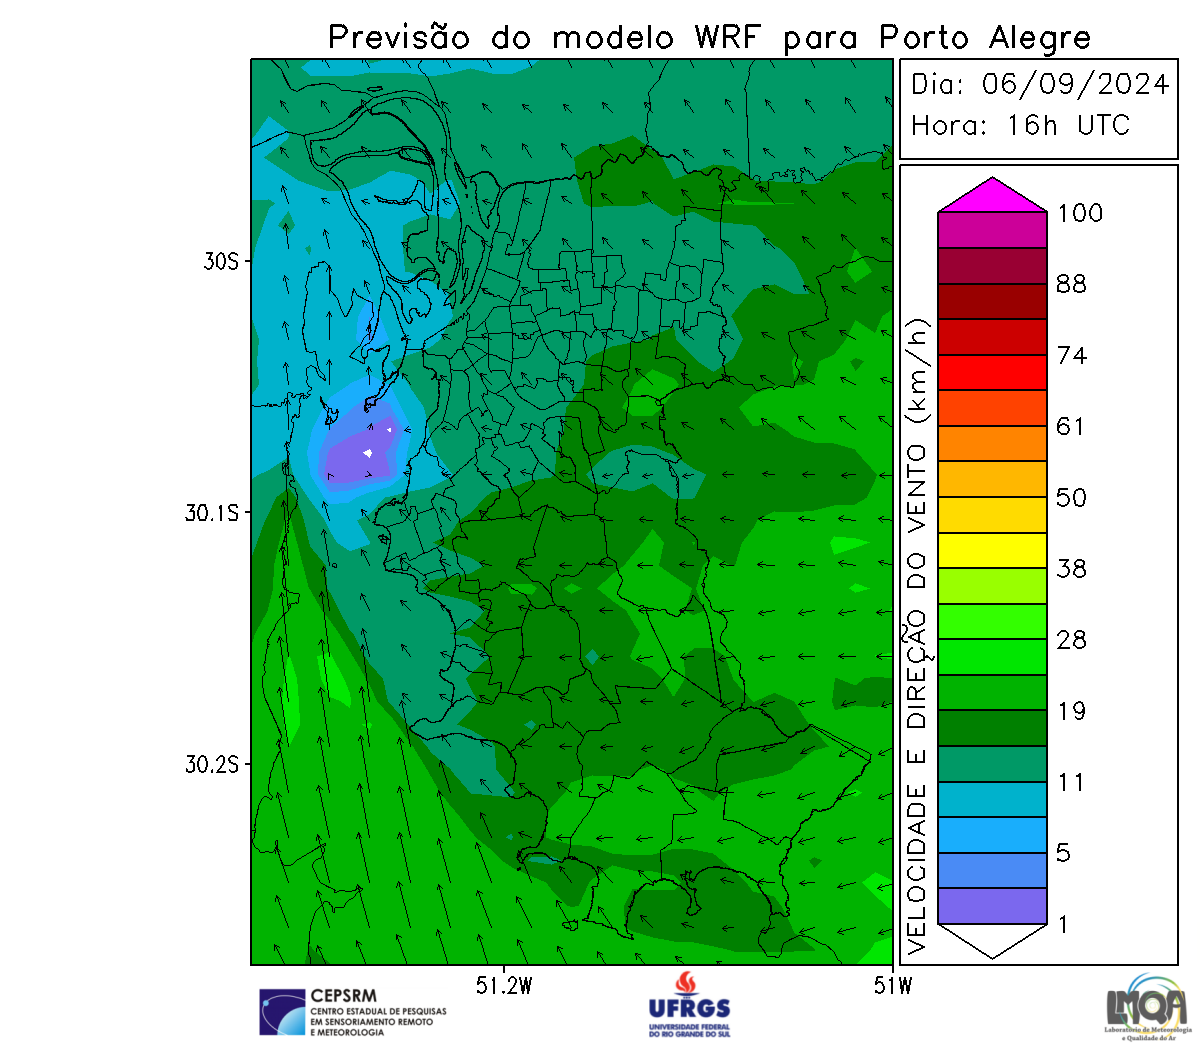 Previsão do modelo WRF para Porto Alegre
Dia: 06/09/2024
Hora: 16h UTC
30S
30.1S
30.2S
51.2W
51W
VELOCIDADE E DIREÇÃO DO VENTO (km/h)
100
88
74
61
50
38
28
19
11
5
1
CEPSRM
CENTRO ESTADUAL DE PESQUISAS
EM SENSORIAMENTO REMOTO
E METEOROLOGIA
UFRGS
UNIVERSIDADE FEDERAL
DO RIO GRANDE DO SUL
LMQA
Laboratório de Meteorologia
e Qualidade do Ar